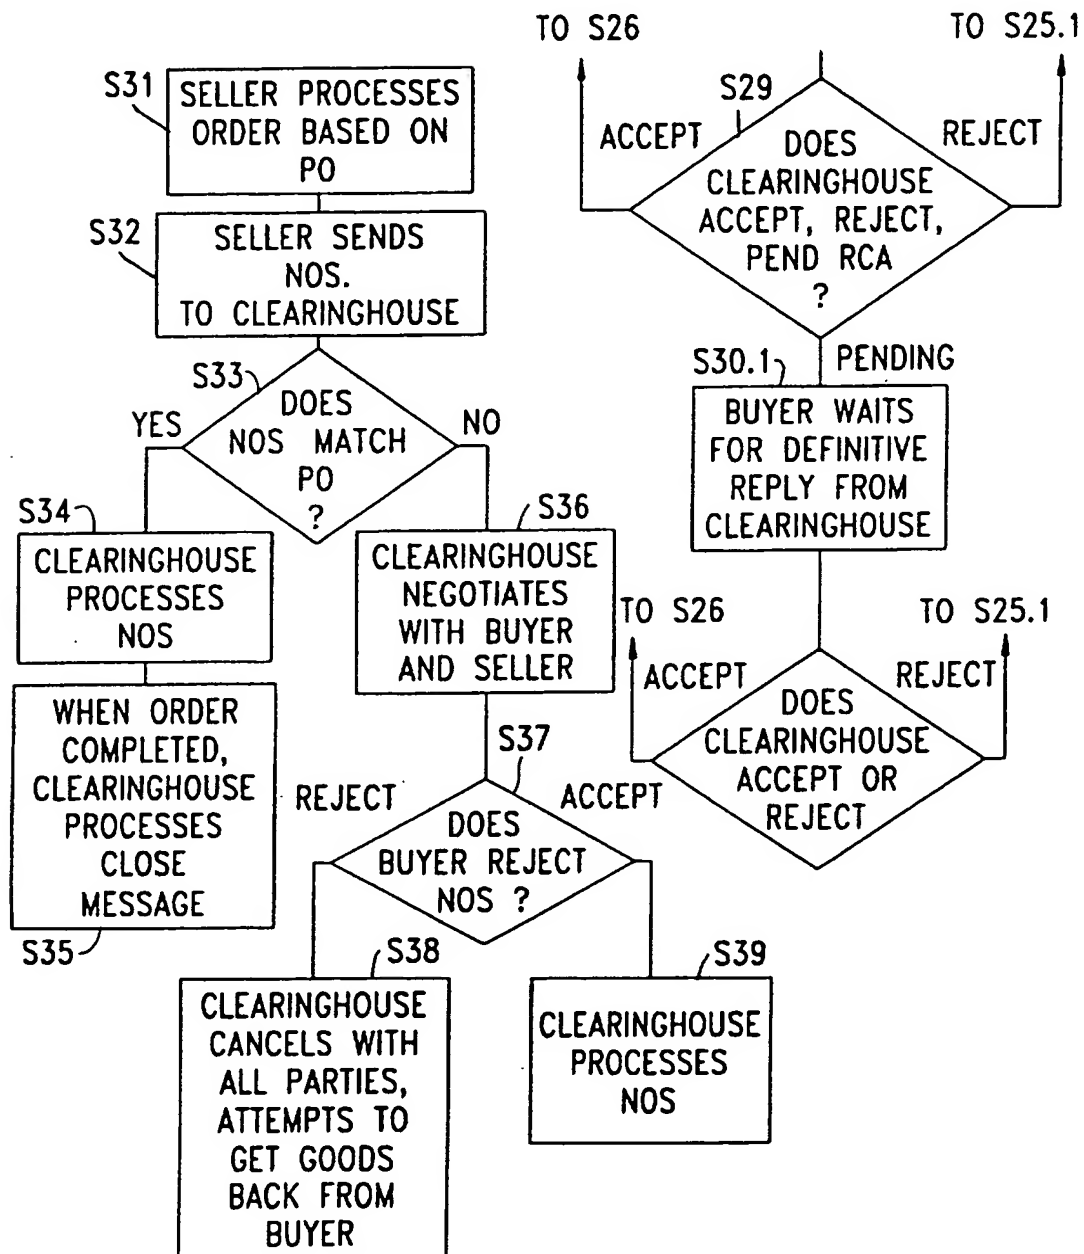 S31
SELLER PROCESSES
ORDER BASED ON
PO
S32
SELLER SENDS
NOS.
TO CLEARINGHOUSE
S33
DOES
NOS MATCH
PO
?
YES
NO
S34
CLEARINGHOUSE
PROCESSES
NOS
WHEN ORDER
COMPLETED,
CLEARINGHOUSE
PROCESSES
CLOSE
MESSAGE
S35
S36
CLEARINGHOUSE
NEGOTIATES
WITH BUYER
AND SELLER
S37
REJECT
ACCEPT
DOES
BUYER REJECT
NOS ?
S38
CLEARINGHOUSE
CANCELS WITH
ALL PARTIES,
ATTEMPTS TO
GET GOODS
BACK FROM
BUYER
S39
CLEARINGHOUSE
PROCESSES
NOS
TO S26
TO S25.1
S29
ACCEPT
REJECT
DOES
CLEARINGHOUSE
ACCEPT, REJECT,
PEND RCA
?
S30.1
PENDING
BUYER WAITS
FOR DEFINITIVE
REPLY FROM
CLEARINGHOUSE
TO S26
TO S25.1
ACCEPT
REJECT
DOES
CLEARINGHOUSE
ACCEPT OR
REJECT